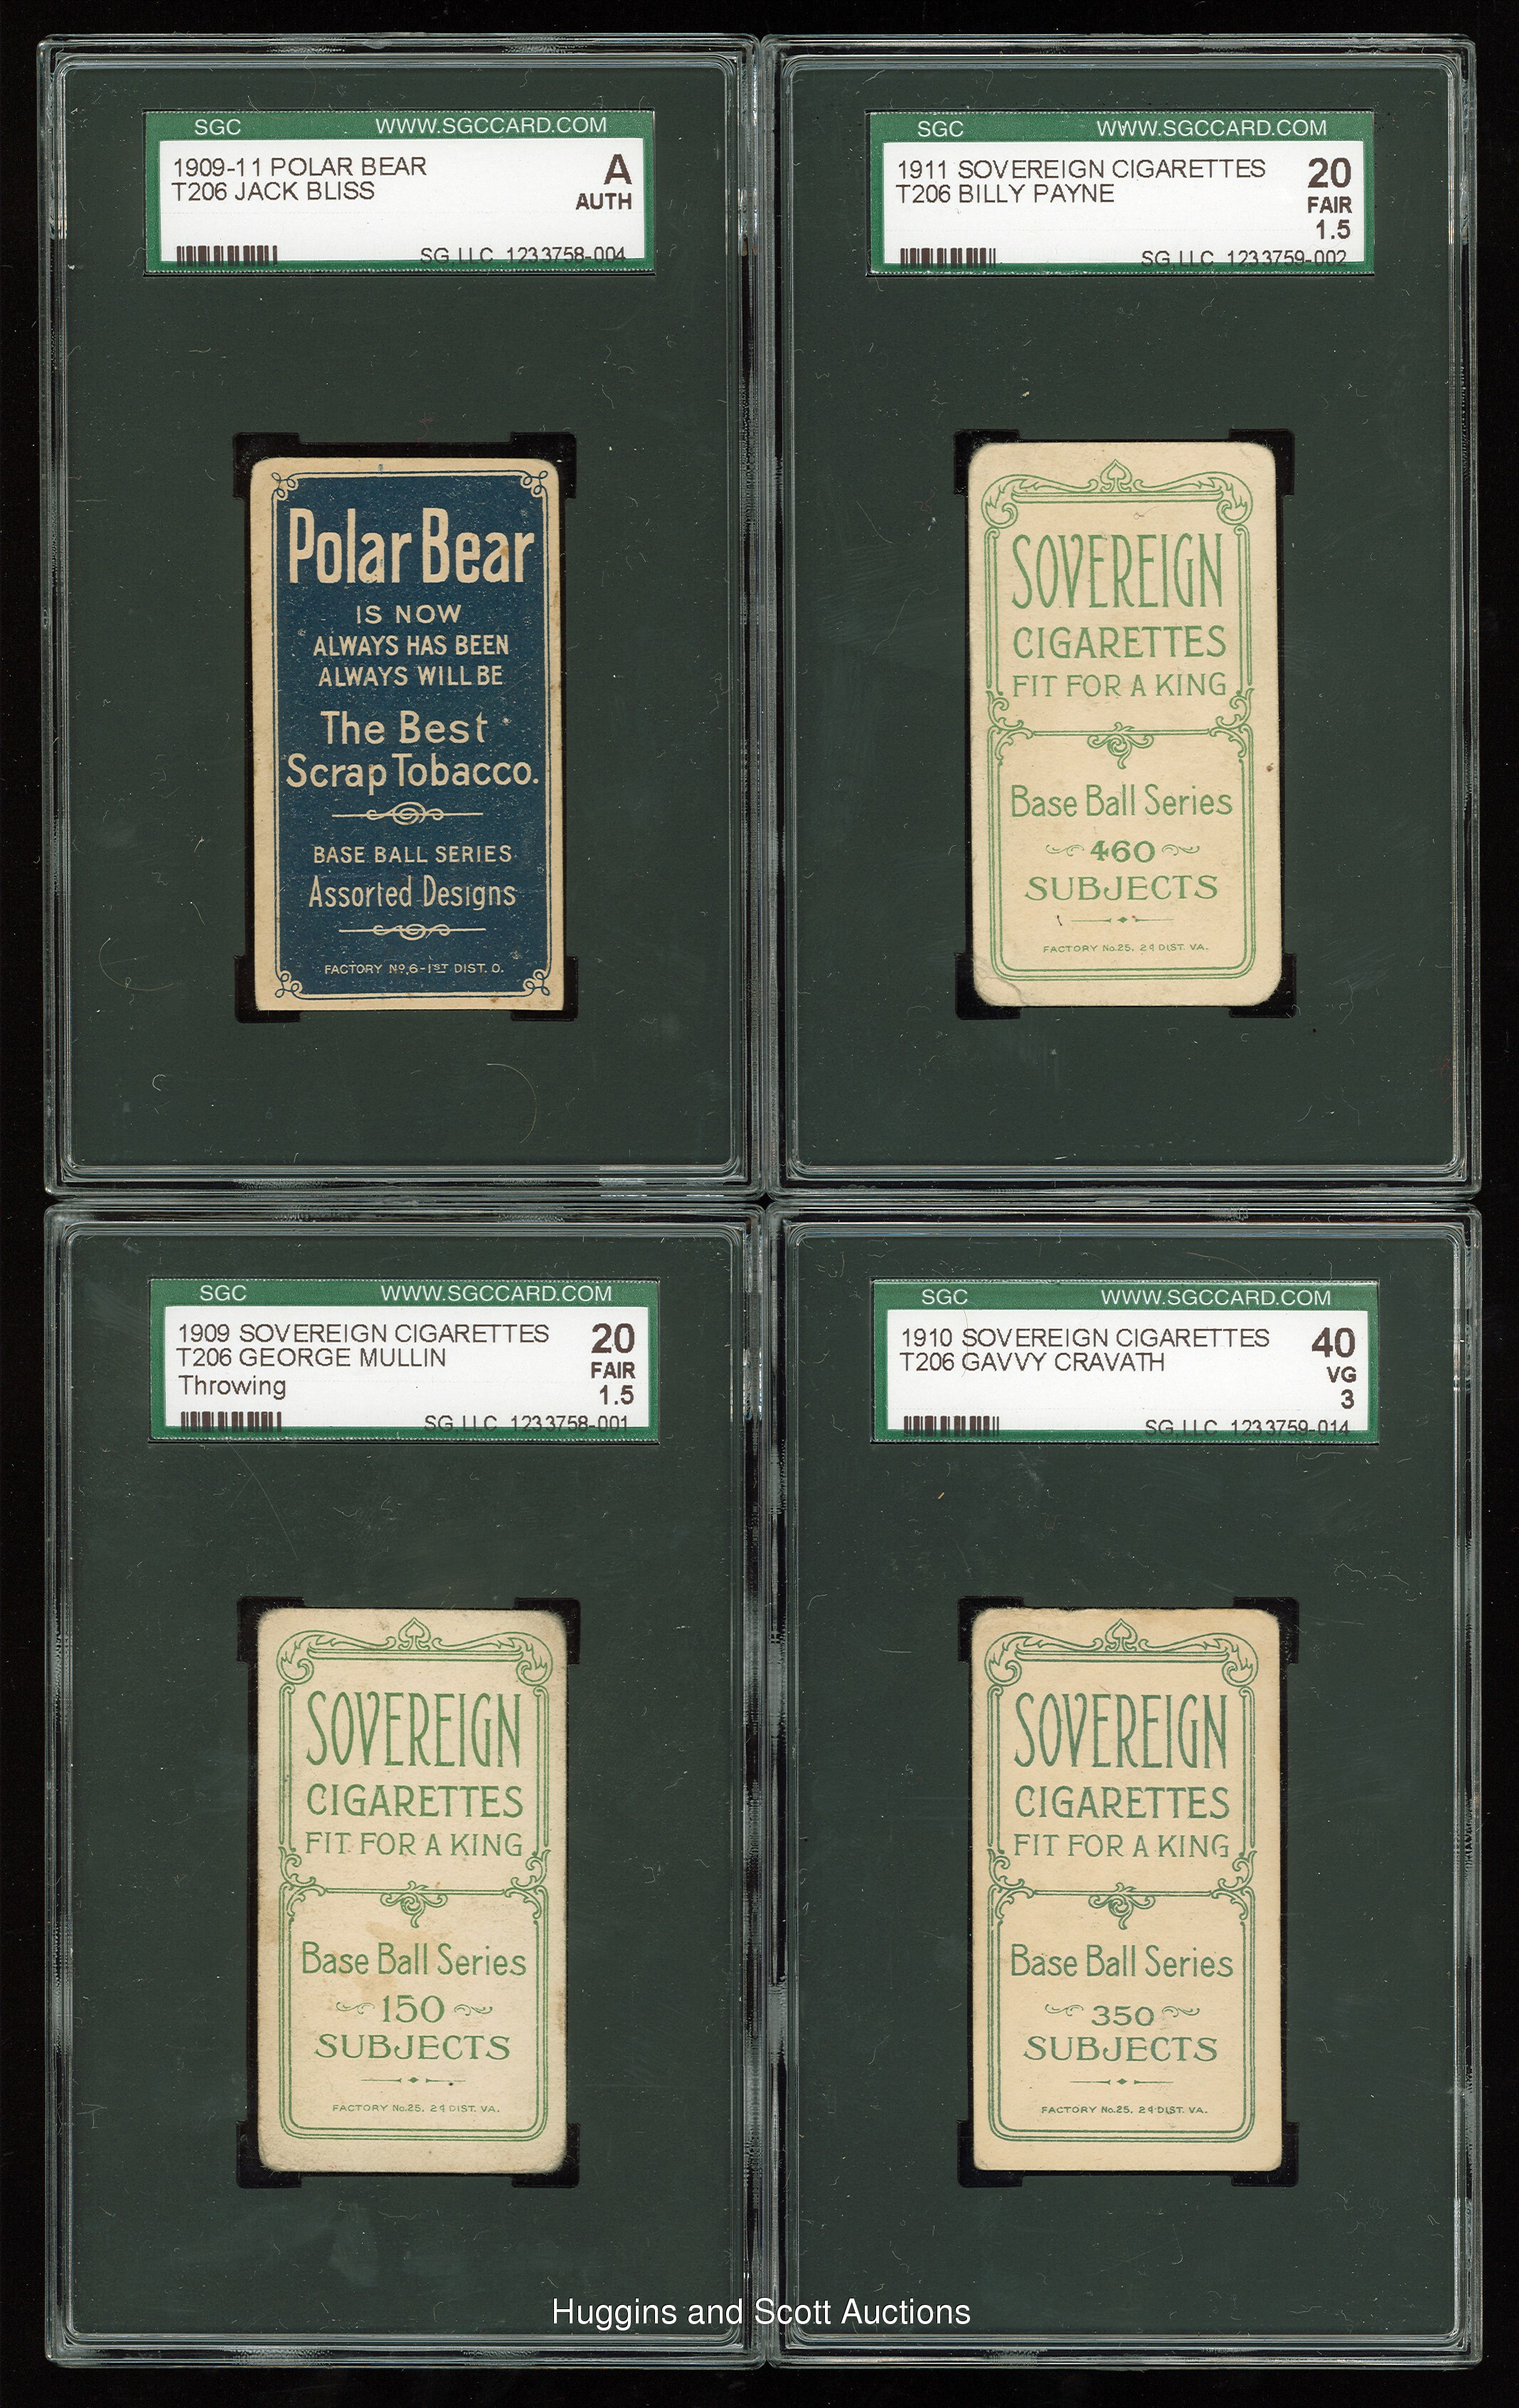 SGC WWW.SGCCARD.COM
1909-11 POLAR BEAR
T206 JACK BLISS
A
AUTH
SG,LLC 1233758-004
Polar Bear
IS NOW
ALWAYS HAS BEEN
ALWAYS WILL BE
The Best
Scrap Tobacco.
BASE BALL SERIES
Assorted Designs
FACTORY Nº 6-1ST DIST. O.
SGC WWW.SGCCARD.COM
1911 SOVEREIGN CIGARETTES
T206 BILLY PAYNE
20
FAIR
1.5
SG,LLC 1233759-002
SOVEREIGN
CIGARETTES
FIT FOR A KING
Base Ball Series
460
SUBJECTS
FACTORY No.25, 2d DIST. VA.
SGC WWW.SGCCARD.COM
1909 SOVEREIGN CIGARETTES
T206 GEORGE MULLIN
Throwing
20
FAIR
1.5
SG,LLC 1233758-001
SOVEREIGN
CIGARETTES
FIT FOR A KING
Base Ball Series
150
SUBJECTS
FACTORY No.25, 2d DIST. VA.
SGC WWW.SGCCARD.COM
1910 SOVEREIGN CIGARETTES
T206 GAVVY CRAVATH
40
VG
3
SG,LLC 1233759-014
SOVEREIGN
CIGARETTES
FIT FOR A KING
Base Ball Series
350
SUBJECTS
FACTORY No.25, 2d DIST. VA.
Huggins and Scott Auctions